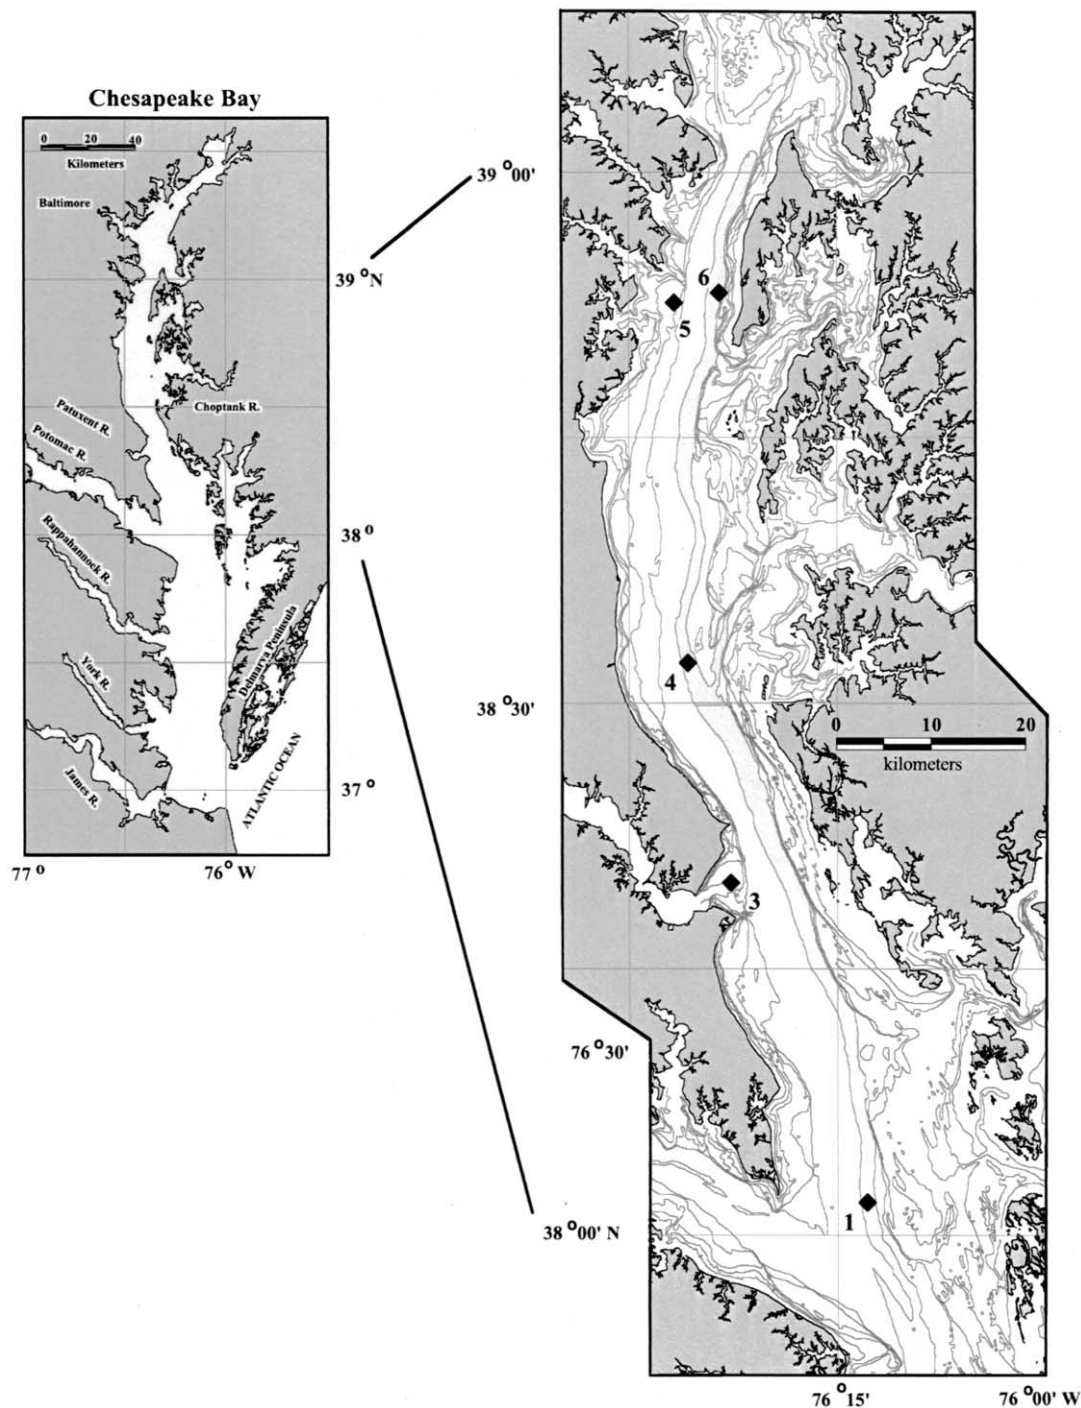 Chesapeake Bay
0 20 40
Kilometers
Baltimore
39 °N
Choptank R.
Patuxent R.
Potomac R.
38 °
Rappahannock R.
Delmarva Peninsula
York R.
ATLANTIC OCEAN
James R.
37 °
77 °
76 ° W
39 °00'
6
5
4
38 °30'
0 10 20
kilometers
3
76 °30'
1
38 °00' N
76 °15'
76 °00' W